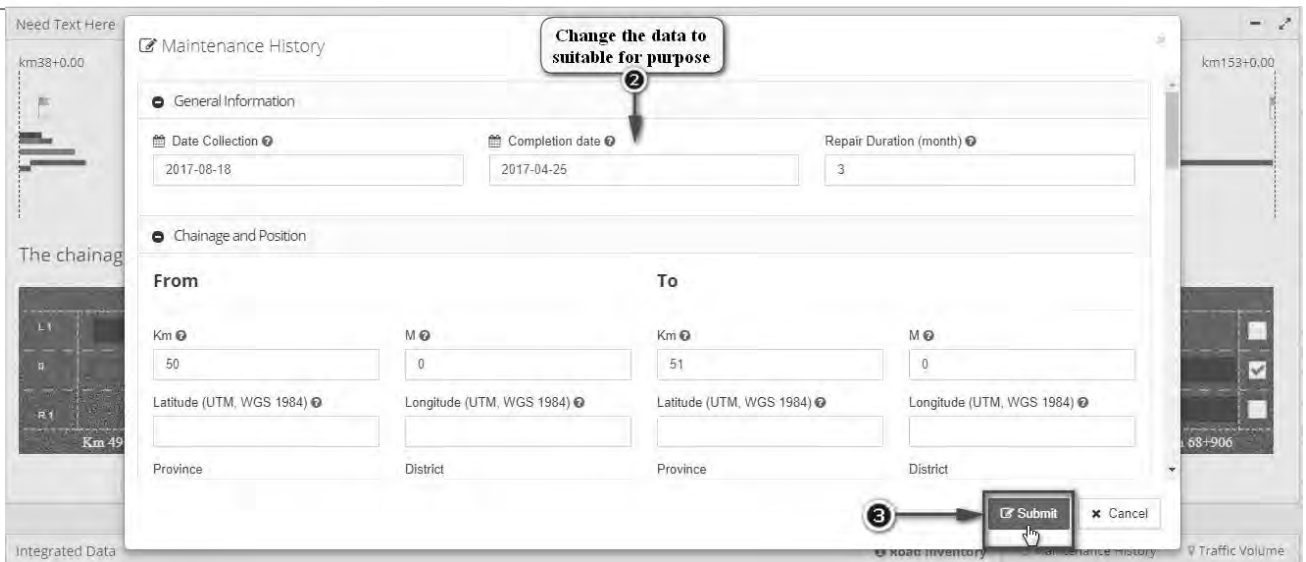 Need Text Here
km38+0.00
km153+0.00
Maintenance History
Change the data to
suitable for purpose
2
General Information
Date Collection
Completion date
Repair Duration (month)
2017-08-18
2017-04-25
3
Chainage and Position
The chainag
From
To
L1
Km
M
Km
M
50
0
51
0
R1
Latitude (UTM, WGS 1984)
Longitude (UTM, WGS 1984)
Latitude (UTM, WGS 1984)
Longitude (UTM, WGS 1984)
Km 49
68+906
Province
District
Province
District
3
Submit
Cancel
Integrated Data
Road Inventory
Maintenance History
Traffic Volume